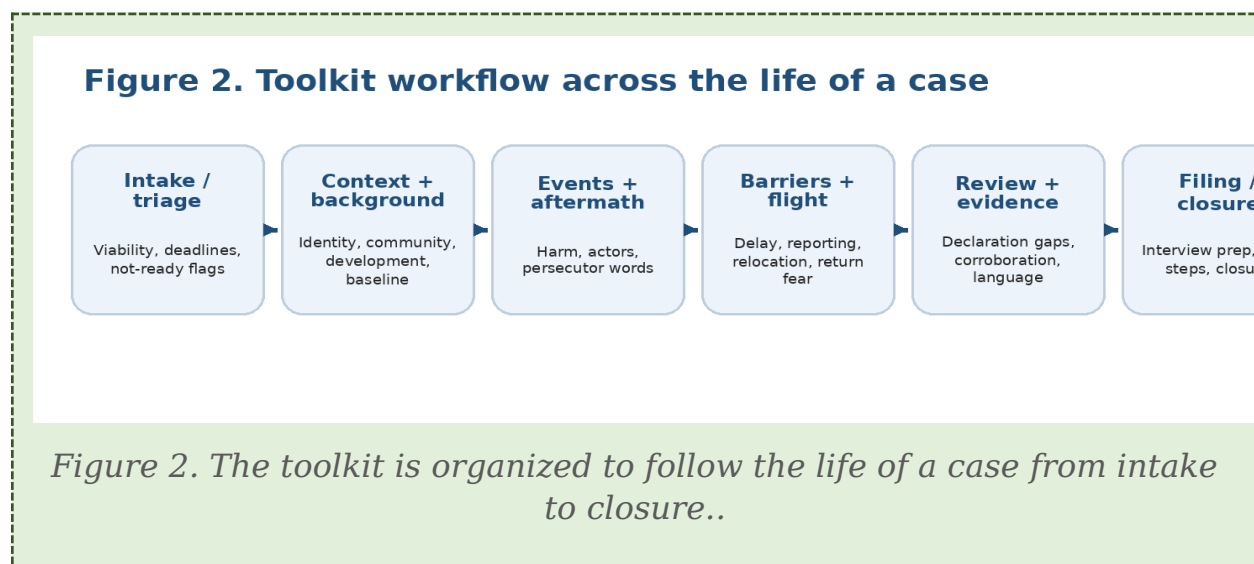 Figure 2. Toolkit workflow across the life of a case
Intake /
triage
Viability, deadlines,
not-ready flags
Context +
background
Identity, community,
development,
baseline
Events +
aftermath
Harm, actors,
persecutor words
Barriers +
flight
Delay, reporting,
relocation, return
fear
Review +
evidence
Declaration gaps,
corroboration,
language
Filing /
closure
Interview prep,
steps,
Figure 2. The toolkit is organized to follow the life of a case from intake
to closure..